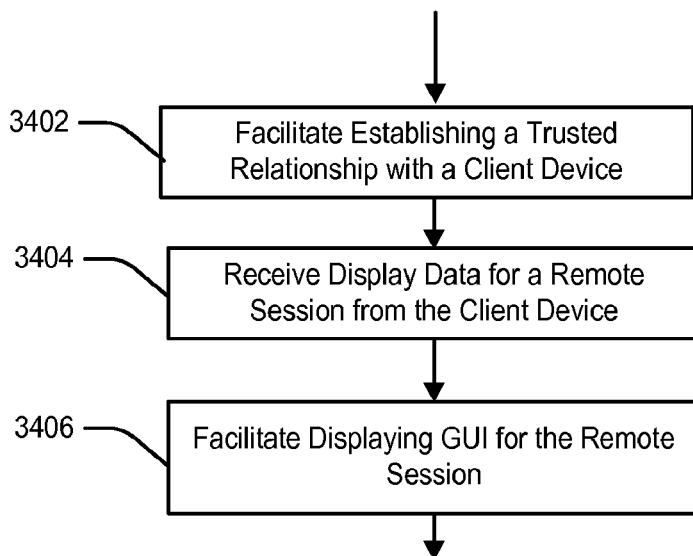 3402
Facilitate Establishing a Trusted
Relationship with a Client Device
3404
Receive Display Data for a Remote
Session from the Client Device
3406
Facilitate Displaying GUI for the Remote
Session